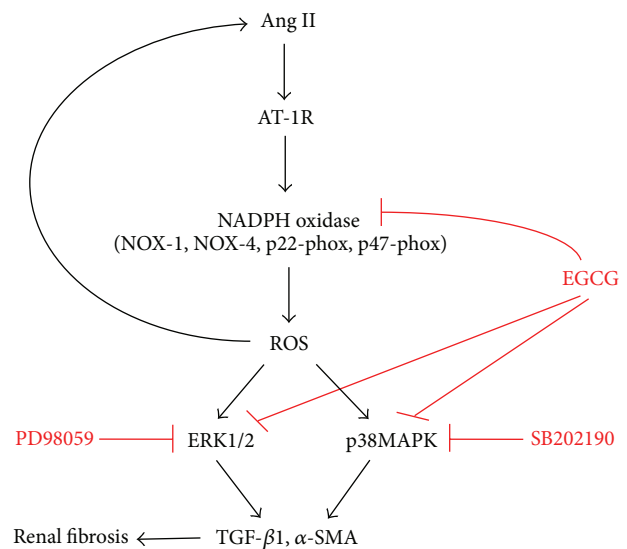 Ang II
AT-1R
NADPH oxidase
(NOX-1, NOX-4, p22-phox, p47-phox)
EGCG
ROS
PD98059
ERK1/2
p38MAPK
SB202190
Renal fibrosis
TGF-β1, α-SMA